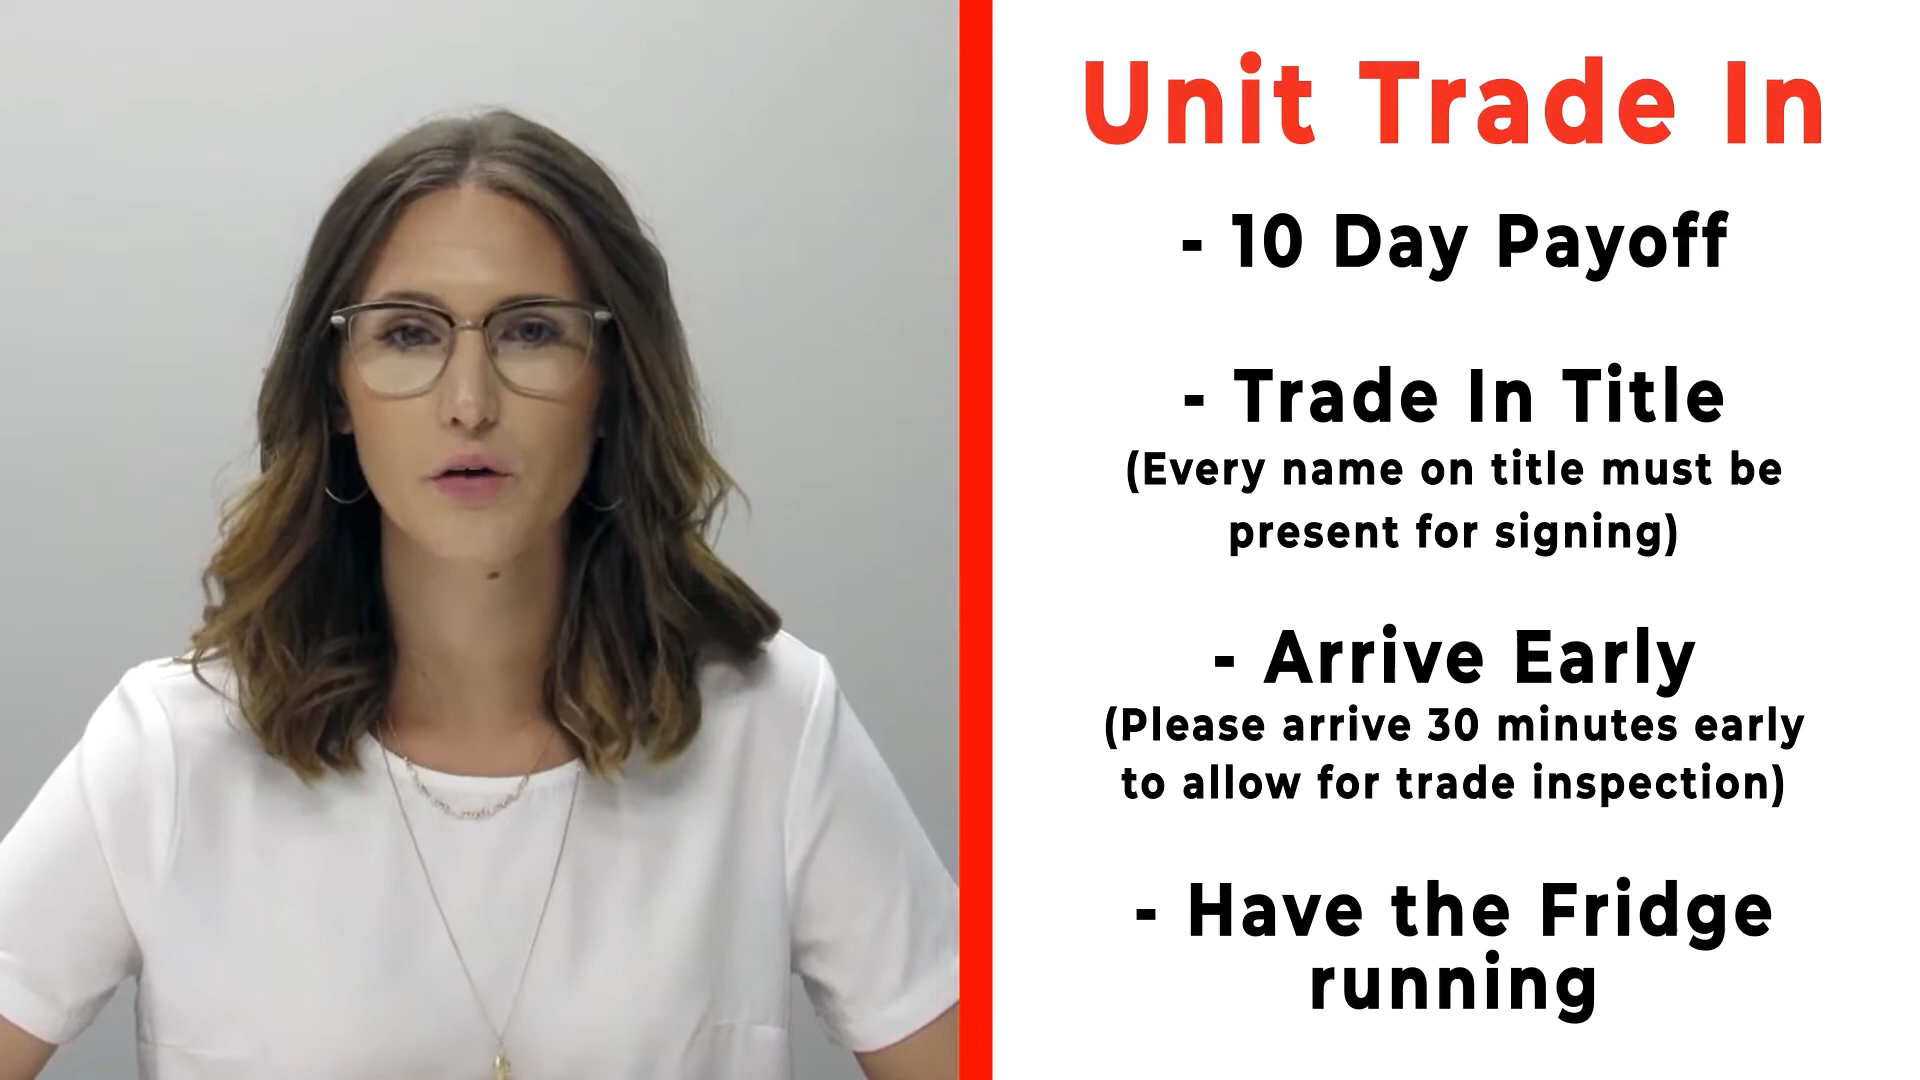 Unit Trade In
- 10 Day Payoff
- Trade In Title
(Every name on title must be
present for signing)
- Arrive Early
(Please arrive 30 minutes early
to allow for trade inspection)
- Have the Fridge
running